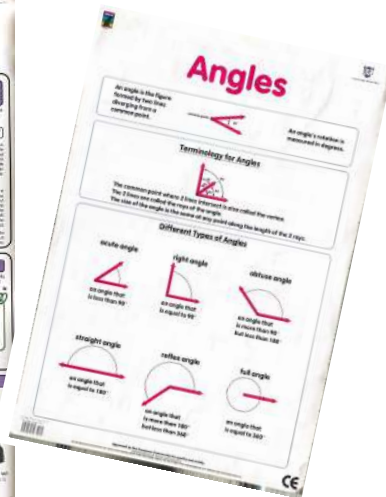 Angles
An angle is the figure
formed by two lines
diverging from a
common point.
An angle's rotation is
measured in degrees.
Terminology for Angles
The common point where 2 lines intersect is also called the vertex.
The 2 lines are called the rays of the angle.
The size of the angle is the same at any point along the length of the 2 rays.
Different Types of Angles
acute angle
an angle that
is less than 90°
right angle
an angle that
is equal to 90°
obtuse angle
an angle that
is more than 90°
but less than 180°
straight angle
an angle that
is equal to 180°
reflex angle
an angle that
is more than 180°
but less than 360°
full angle
an angle that
is equal to 360°
CE